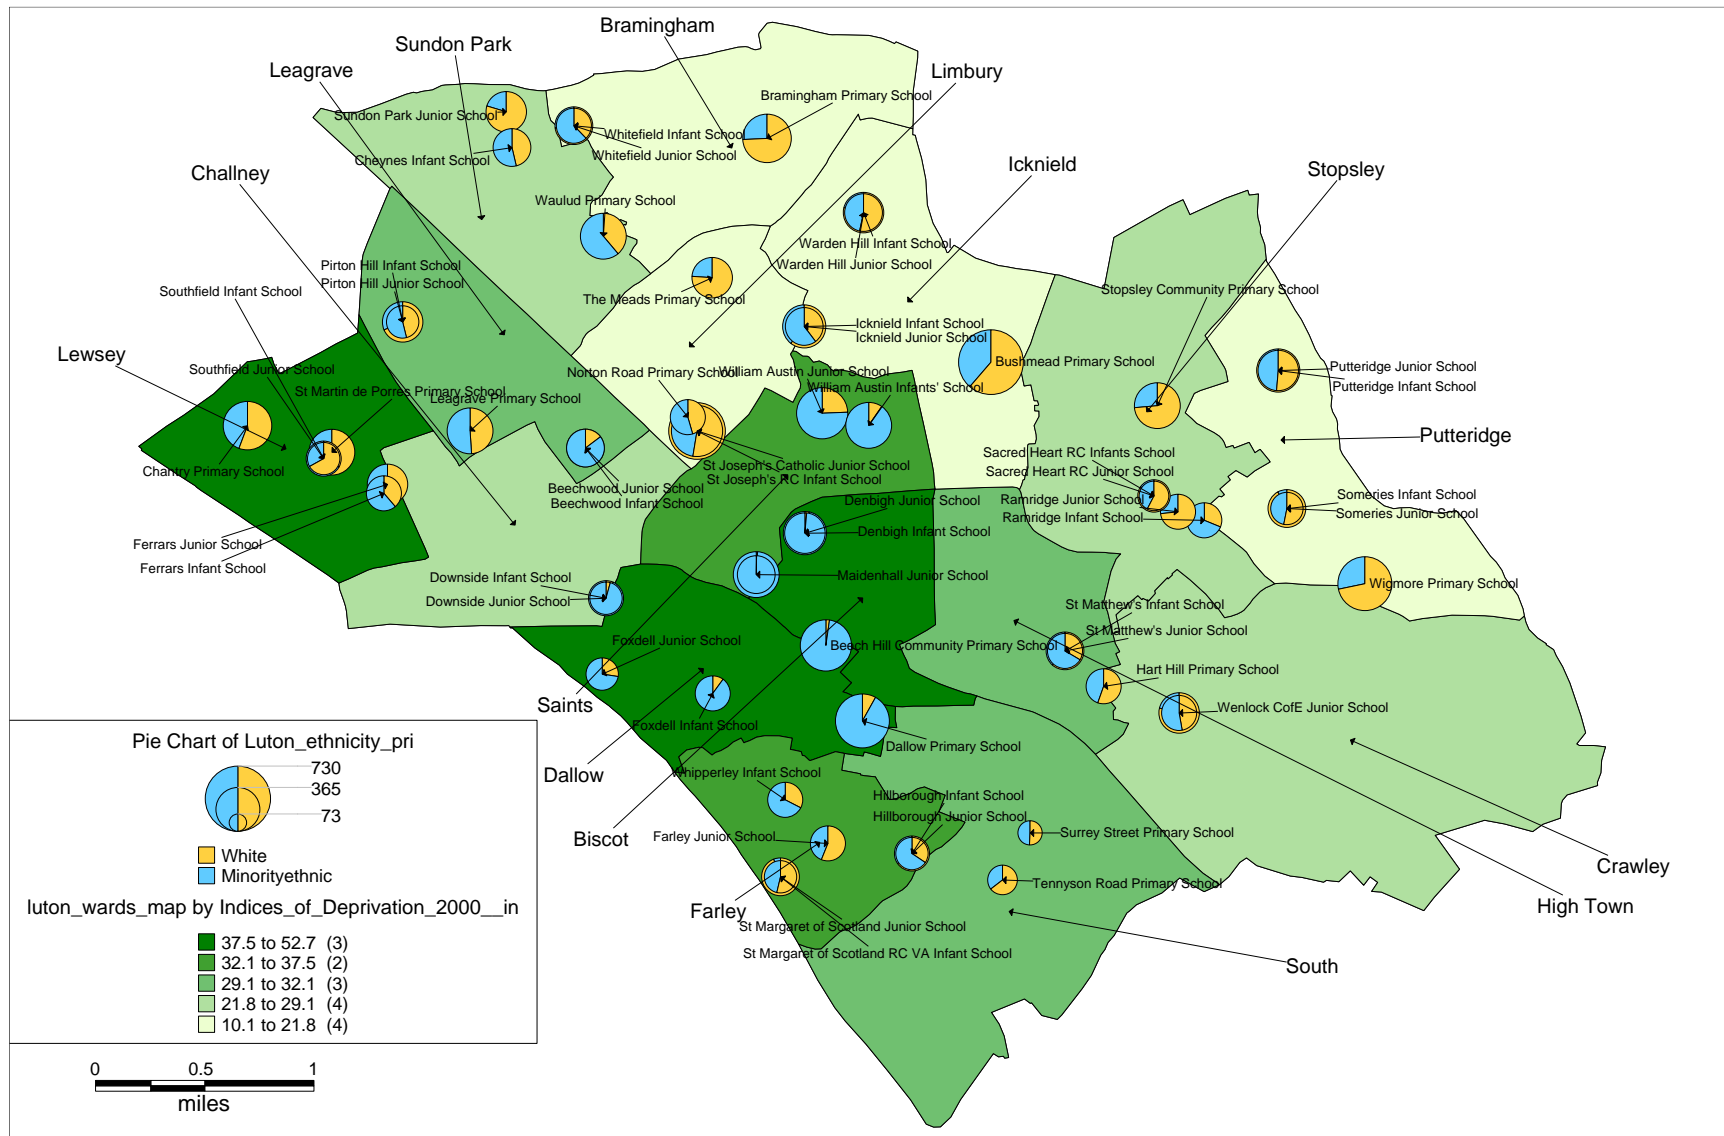 Bramingham
Sundon Park
Leagrave
Limbury
Bramingham Primary School
Sundon Park Junior School
Whitefield Infant School
Whitefield Junior School
Cheynes Infant School
Challney
Icknield
Stopsley
Waulud Primary School
Warden Hill Infant School
Warden Hill Junior School
Pirton Hill Infant School
Pirton Hill Junior School
Southfield Infant School
The Meads Primary School
Stopsley Community Primary School
Icknield Infant School
Icknield Junior School
Lewsey
Southfield Junior School
St Martin de Porres Primary School
Leagrave Primary School
Norton Road Primary School
William Austin Junior School
William Austin Infants' School
Bushmead Primary School
Putteridge Junior School
Putteridge Infant School
Putteridge
Chantry Primary School
St Joseph's Catholic Junior School
St Joseph's RC Infant School
Beechwood Junior School
Beechwood Infant School
Sacred Heart RC Infants School
Sacred Heart RC Junior School
Ramridge Junior School
Ramridge Infant School
Someries Infant School
Someries Junior School
Denbigh Junior School
Denbigh Infant School
Ferrars Junior School
Ferrars Infant School
Downside Infant School
Downside Junior School
Maidenhall Junior School
Wigmore Primary School
St Matthew's Infant School
St Matthew's Junior School
Foxdell Junior School
Beech Hill Community Primary School
Hart Hill Primary School
Saints
Foxdell Infant School
Wenlock CofE Junior School
Dallow Primary School
Dallow
Whipperley Infant School
Hillborough Infant School
Hillborough Junior School
Biscot
Farley Junior School
Surrey Street Primary School
Crawley
Tennyson Road Primary School
High Town
Farley
St Margaret of Scotland Junior School
St Margaret of Scotland RC VA Infant School
South
Pie Chart of Luton_ethnicity_pri
730
365
73
White
Minorityethnic
luton_wards_map by Indices_of_Deprivation_2000__in
37.5 to 52.7 (3)
32.1 to 37.5 (2)
29.1 to 32.1 (3)
21.8 to 29.1 (4)
10.1 to 21.8 (4)
0 0.5 1
miles